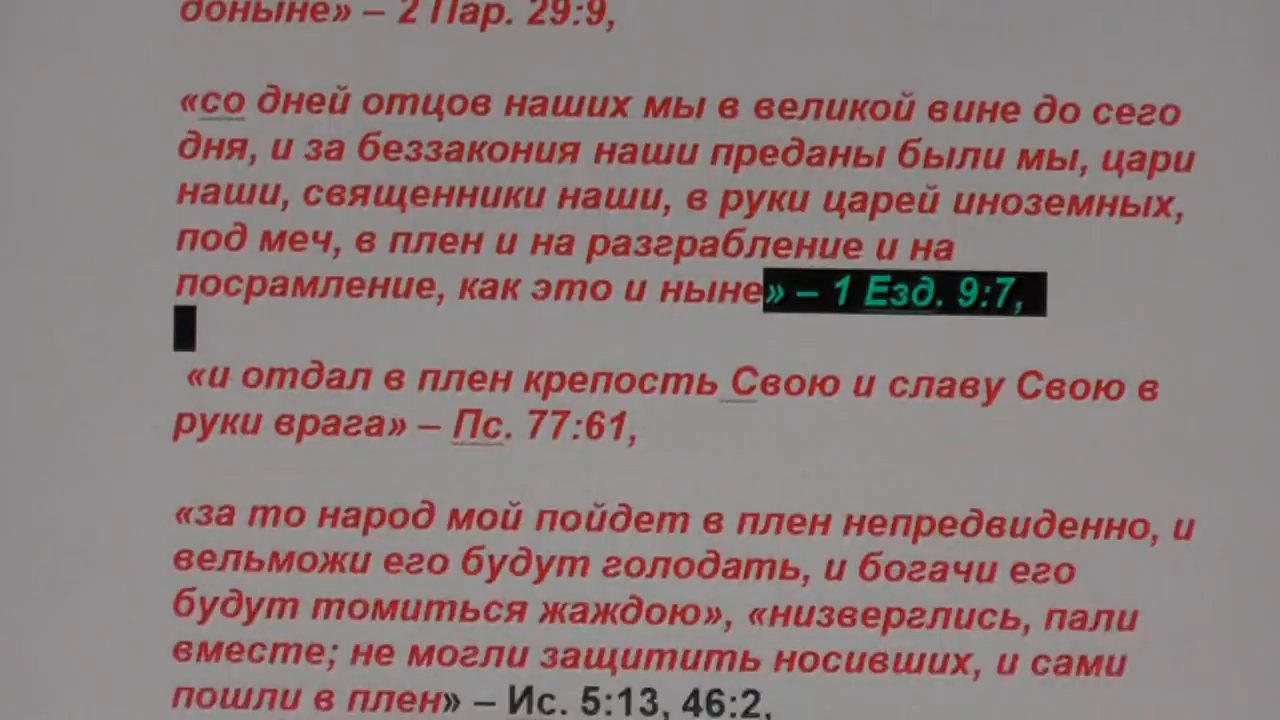 доныне» – 2 Пар. 29:9,
«со дней отцов наших мы в великой вине до сего
дня, и за беззакония наши преданы были мы, цари
наши, священники наши, в руки царей иноземных,
под меч, в плен и на разграбление и на
посрамление, как это и ныне» – 1 Езд. 9:7,
«и отдал в плен крепость Свою и славу Свою в
руки врага» – Пс. 77:61,
«за то народ мой пойдет в плен непредвиденно, и
вельможи его будут голодать, и богачи его
будут томиться жаждою», «низверглись, пали
вместе; не могли защитить носивших, и сами
пошли в плен» – Ис. 5:13, 46:2,